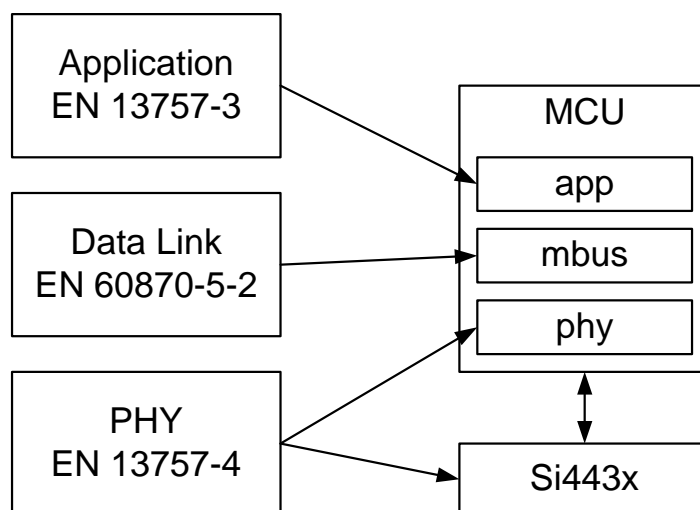 Application
EN 13757-3
Data Link
EN 60870-5-2
PHY
EN 13757-4
MCU
app
mbus
phy
Si443x